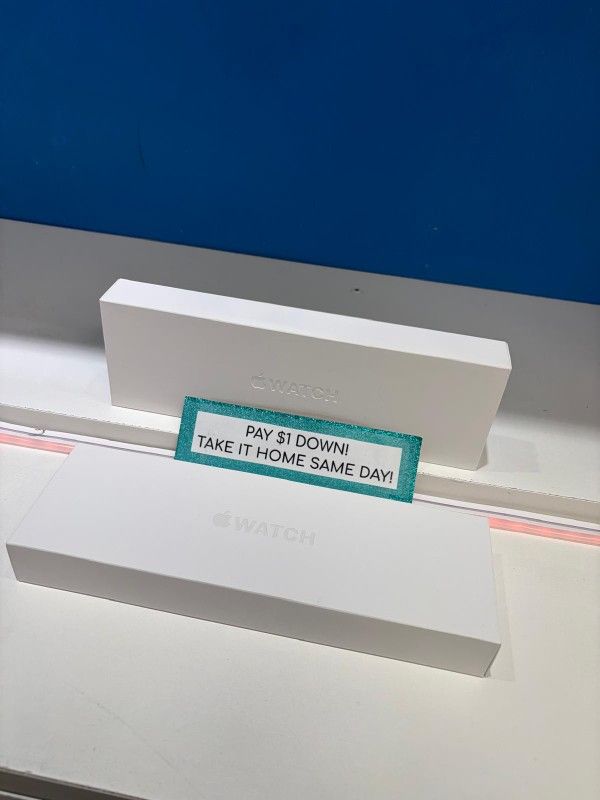 WATCH
PAY $1 DOWN!
TAKE IT HOME SAME DAY!
WATCH